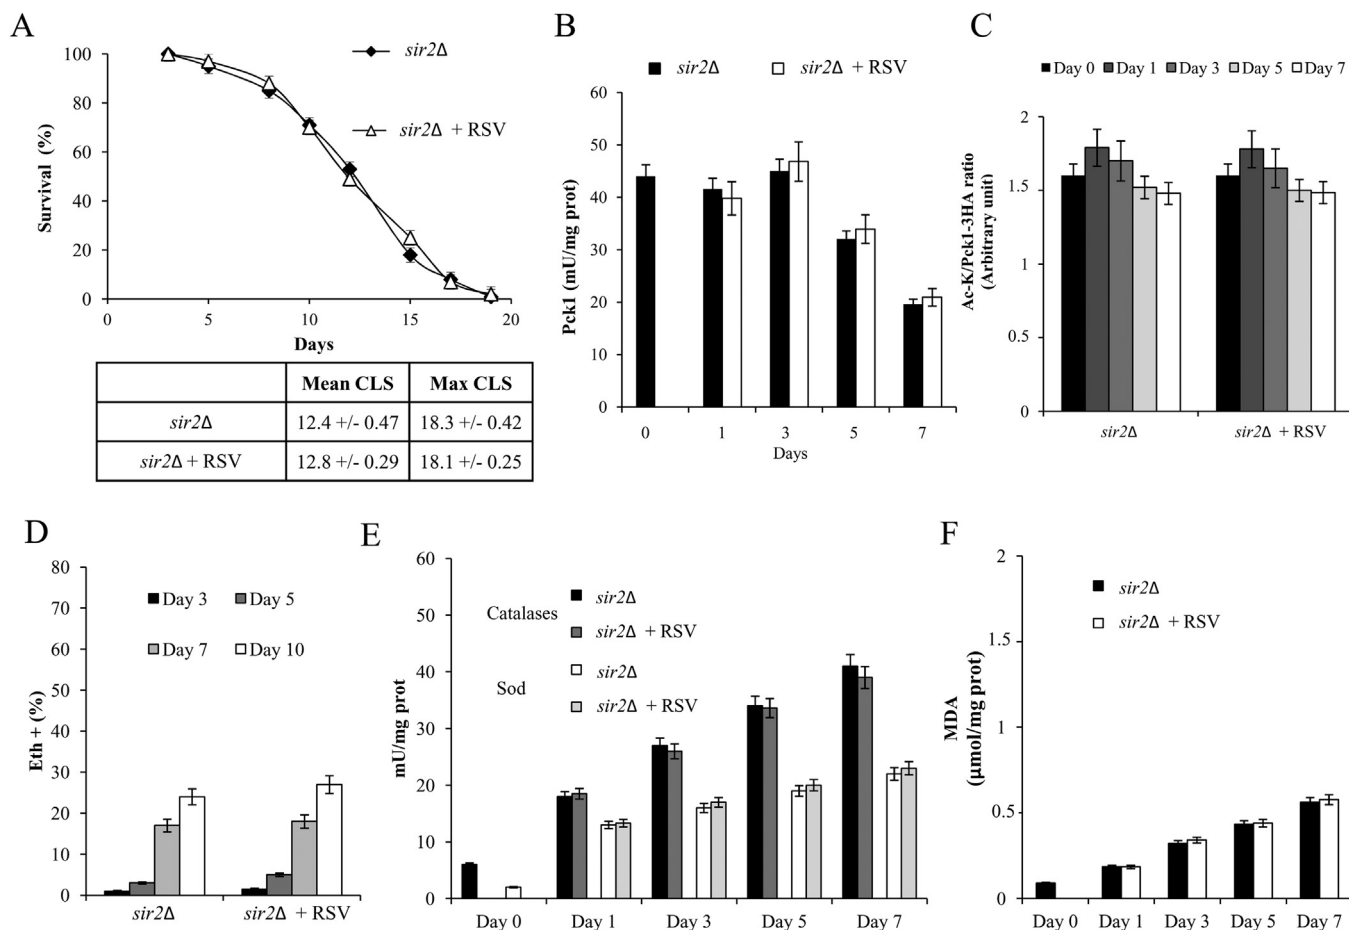 A
sir2Δ
sir2Δ + RSV
Survival (%)
100
80
60
40
20
0
0 5 10 15 20
Days
Mean CLS Max CLS
sir2Δ 12.4 +/- 0.47 18.3 +/- 0.42
sir2Δ + RSV 12.8 +/- 0.29 18.1 +/- 0.25
B
sir2Δ sir2Δ + RSV
Pck1 (mU/mg prot)
60
50
40
30
20
10
0
0 1 3 5 7
Days
C
Day 0 Day 1 Day 3 Day 5 Day 7
Ac-K/Pck1-3HA ratio
(Arbitrary unit)
2
1.5
1
0.5
0
sir2Δ sir2Δ + RSV
D
Eth + (%)
80
70
60
50
40
30
20
10
0
Day 3 Day 5
Day 7 Day 10
sir2Δ sir2Δ + RSV
E
mU/mg prot
60
50
40
30
20
10
0
Catalases
sir2Δ
sir2Δ + RSV
Sod
sir2Δ
sir2Δ + RSV
Day 0 Day 1 Day 3 Day 5 Day 7
F
MDA
(µmol/mg prot)
2
1.5
1
0.5
0
sir2Δ
sir2Δ + RSV
Day 0 Day 1 Day 3 Day 5 Day 7